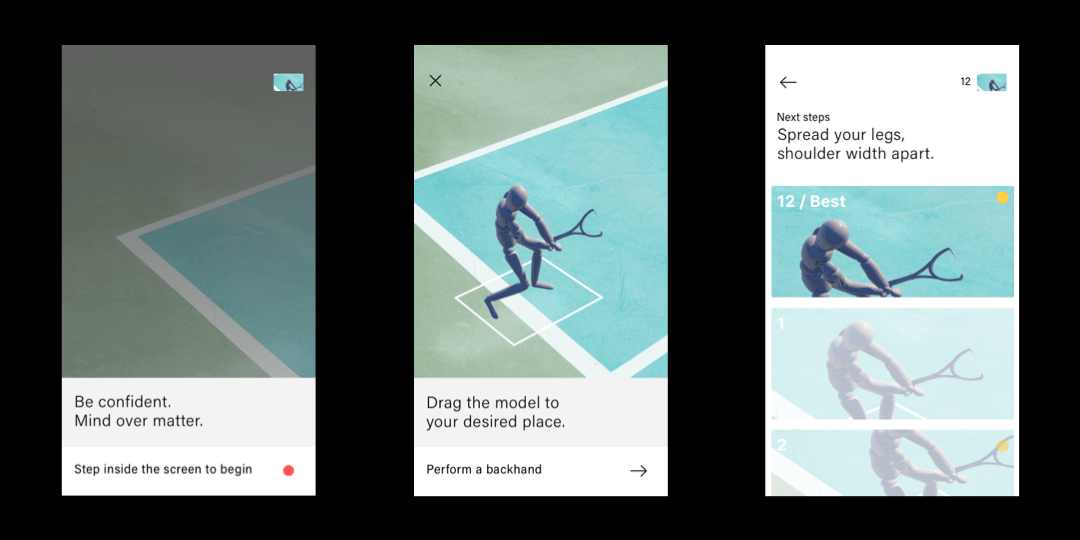 Be confident.
Mind over matter.
Step inside the screen to begin
Drag the model to
your desired place.
Perform a backhand
12
Next steps
Spread your legs,
shoulder width apart.
12 / Best
1
2